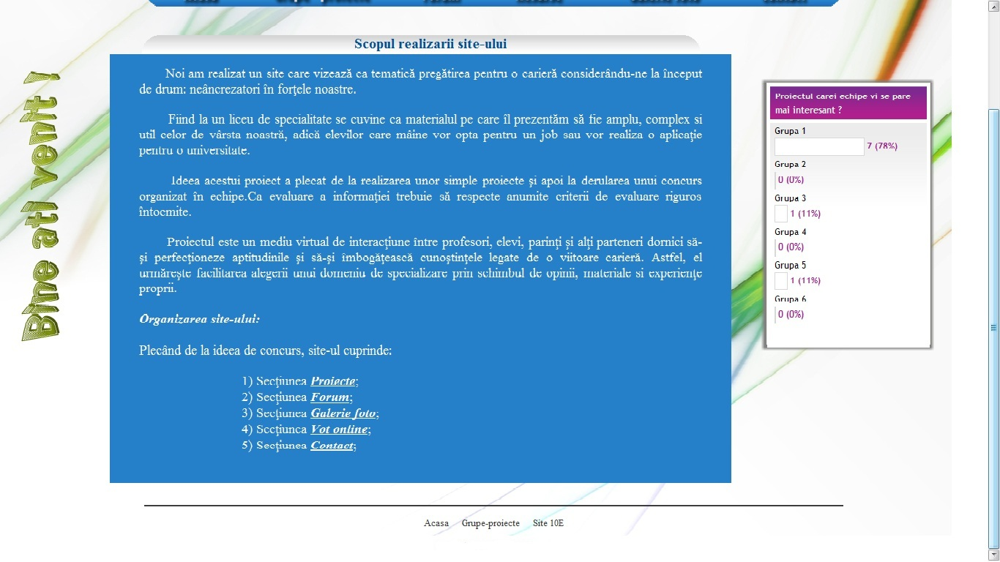 Scopul realizarii site-ului
Noi am realizat un site care vizează ca tematică pregătirea pentru o carieră considerându-ne la început
de drum: neâncrezatori în forţele noastre.
Fiind la un liceu de specialitate se cuvine ca materialul pe care îl prezentăm să fie amplu, complex si
util celor de vârsta noastră, adică elevilor care mâine vor opta pentru un job sau vor realiza o aplicaţie
pentru o universitate.
Ideea acestui proiect a plecat de la realizarea unor simple proiecte şi apoi la derularea unui concurs
organizat în echipe.Ca evaluare a informaţiei trebuie să respecte anumite criterii de evaluare riguros
întocmite.
Proiectul este un mediu virtual de interacţiune între profesori, elevi, parinţi şi alţi parteneri dornici să-
şi perfecţioneze aptitudinile şi să-şi îmbogăţească cunoştinţele legate de o viitoare carieră. Astfel, el
urmăreşte facilitarea alegerii unui domeniu de specializare prin schimbul de opinii, materiale si experienţe
proprii.
Organizarea site-ului:
Plecând de la ideea de concurs, site-ul cuprinde:
1) Secţiunea Proiecte;
2) Secţiunea Forum;
3) Secţiunea Galerie foto;
4) Secţiunea Vot online;
5) Secţiunea Contact;
Bine ati venit !
Proiectul carei echipe vi se pare
mai interesant ?
Grupa 1
7 (78%)
Grupa 2
0 (0%)
Grupa 3
1 (11%)
Grupa 4
0 (0%)
Grupa 5
1 (11%)
Grupa 6
0 (0%)
Acasa Grupe-proiecte Site 10E